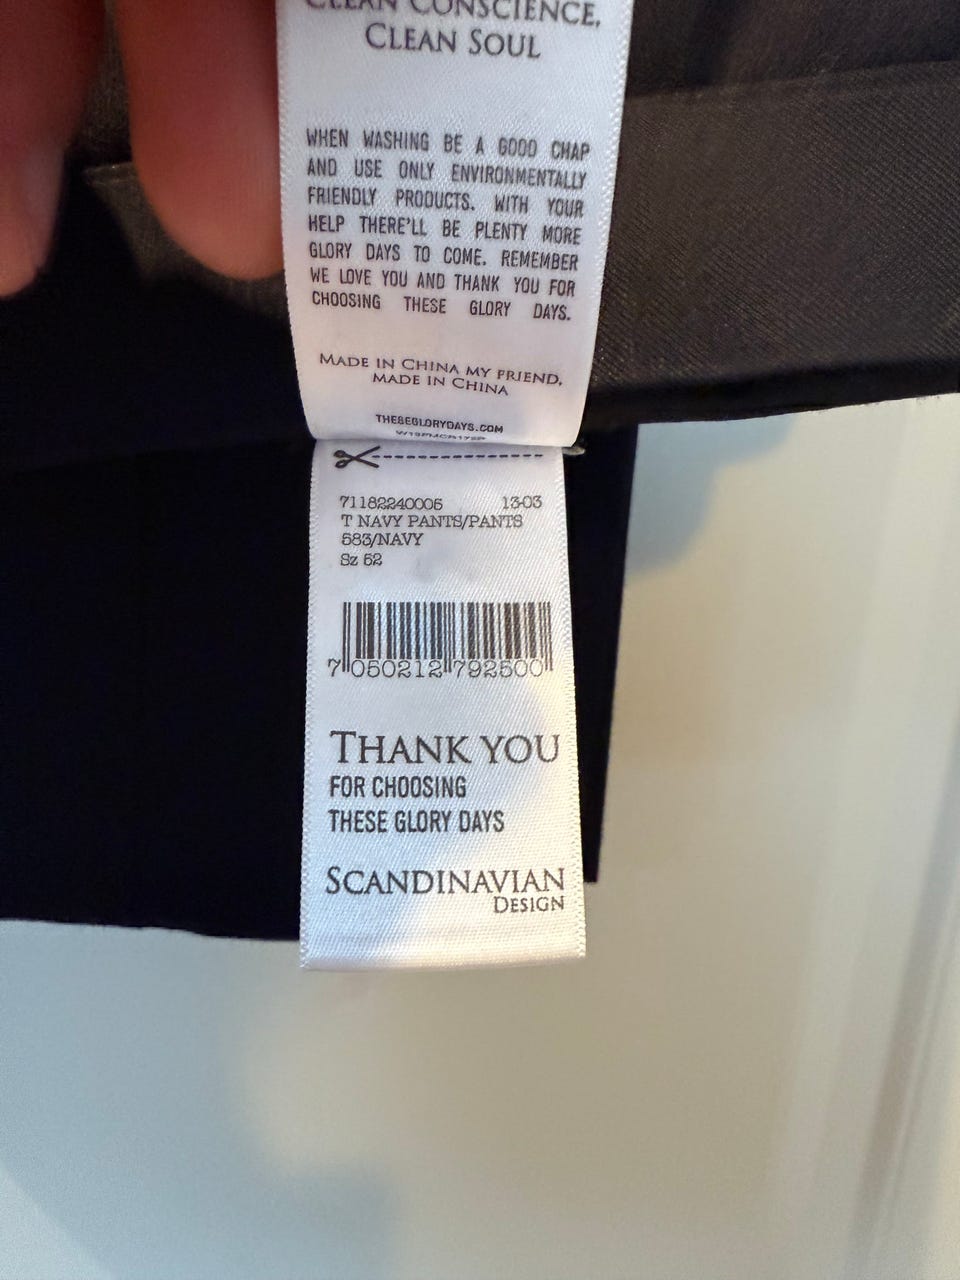 CLEAN CONSCIENCE,
CLEAN SOUL
WHEN WASHING BE A GOOD CHAP
AND USE ONLY ENVIRONMENTALLY
FRIENDLY PRODUCTS. WITH YOUR
HELP THERE'LL BE PLENTY MORE
GLORY DAYS TO COME. REMEMBER
WE LOVE YOU AND THANK YOU FOR
CHOOSING THESE GLORY DAYS.
MADE IN CHINA MY FRIEND,
MADE IN CHINA
THESEGLORYDAYS.COM
71182240005 13-03
T NAVY PANTS/PANTS
583/NAVY
Sz 52
7 050212 792500
THANK YOU
FOR CHOOSING
THESE GLORY DAYS
SCANDINAVIAN
DESIGN